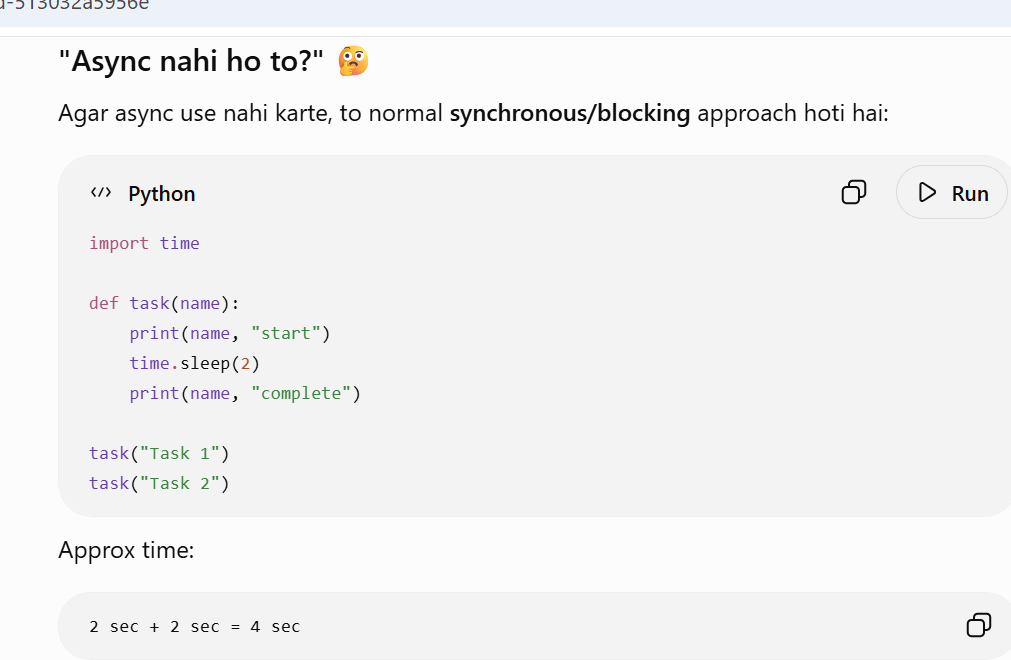 d-513032a5956e
"Async nahi ho to?" 🤔
Agar async use nahi karte, to normal synchronous/blocking approach hoti hai:
</> Python
Run
import time
def task(name):
    print(name, "start")
    time.sleep(2)
    print(name, "complete")
task("Task 1")
task("Task 2")
Approx time:
2 sec + 2 sec = 4 sec